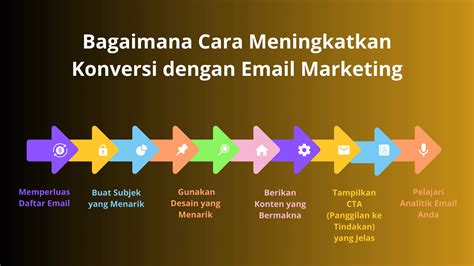 Bagaimana Cara Meningkatkan
Konversi dengan Email Marketing
Memperluas
Daftar Email
Buat Subjek
yang Menarik
Gunakan
Desain yang
Menarik
Berikan
Konten yang
Bermakna
Tampilkan
CTA
(Panggilan ke
Tindakan)
yang Jelas
Pelajari
Analitik Email
Anda